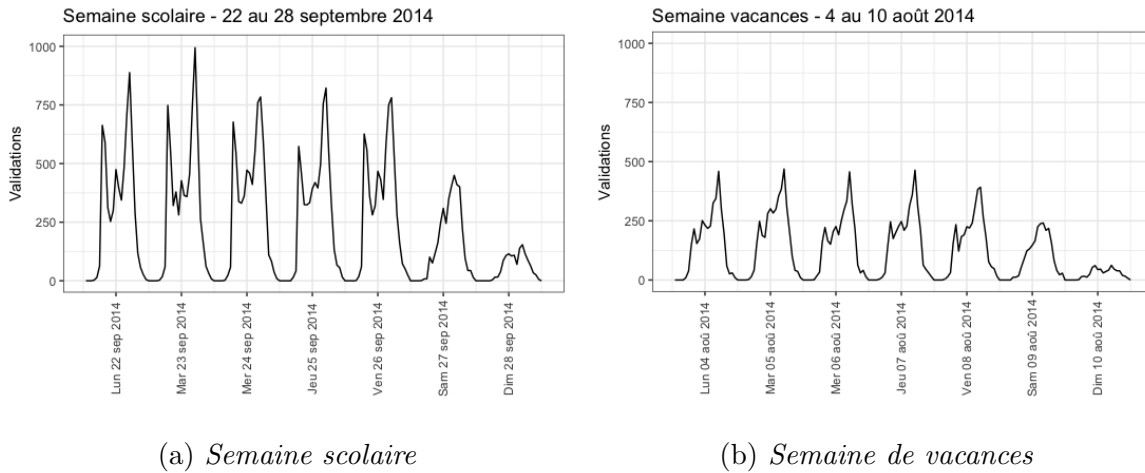 Semaine scolaire - 22 au 28 septembre 2014
1000
750
500
250
0
Validations
Lun 22 sep 2014
Mar 23 sep 2014
Mer 24 sep 2014
Jeu 25 sep 2014
Ven 26 sep 2014
Sam 27 sep 2014
Dim 28 sep 2014
(a) Semaine scolaire
Semaine vacances - 4 au 10 août 2014
1000
750
500
250
0
Validations
Lun 04 aoû 2014
Mar 05 aoû 2014
Mer 06 aoû 2014
Jeu 07 aoû 2014
Ven 08 aoû 2014
Sam 09 aoû 2014
Dim 10 aoû 2014
(b) Semaine de vacances